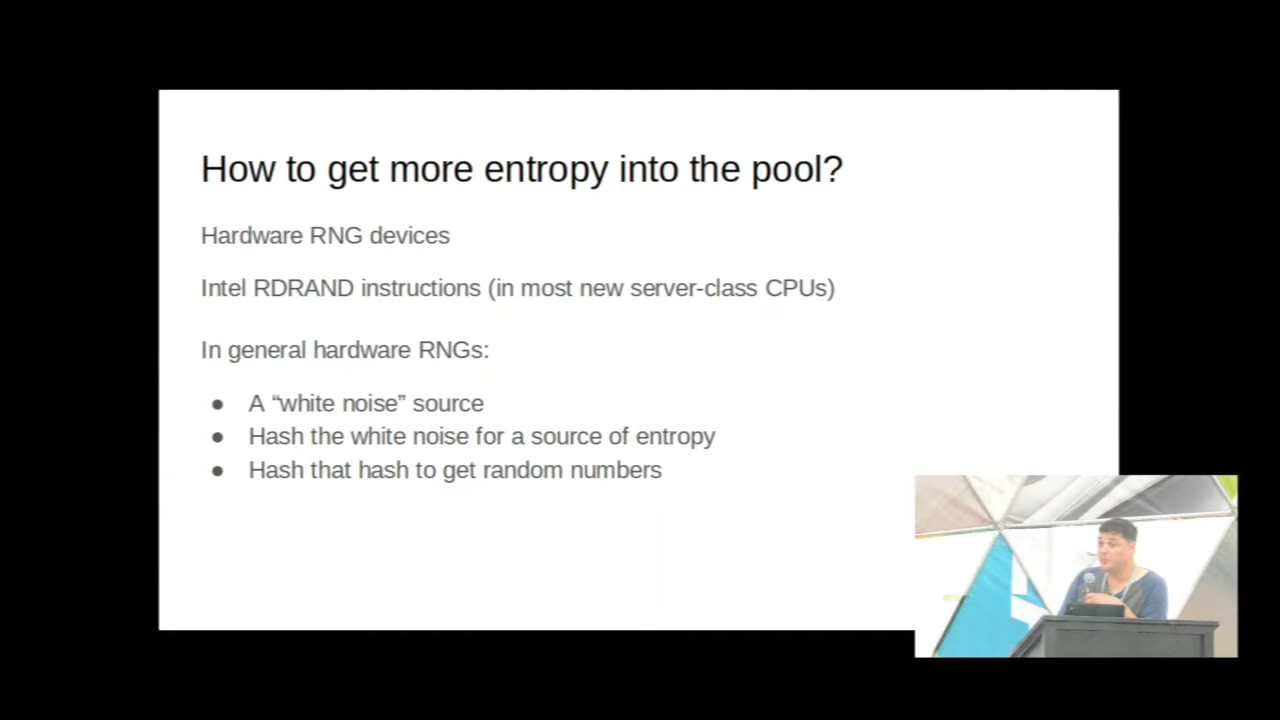 How to get more entropy into the pool?
Hardware RNG devices
Intel RDRAND instructions (in most new server-class CPUs)
In general hardware RNGs:
● A “white noise” source
● Hash the white noise for a source of entropy
● Hash that hash to get random numbers